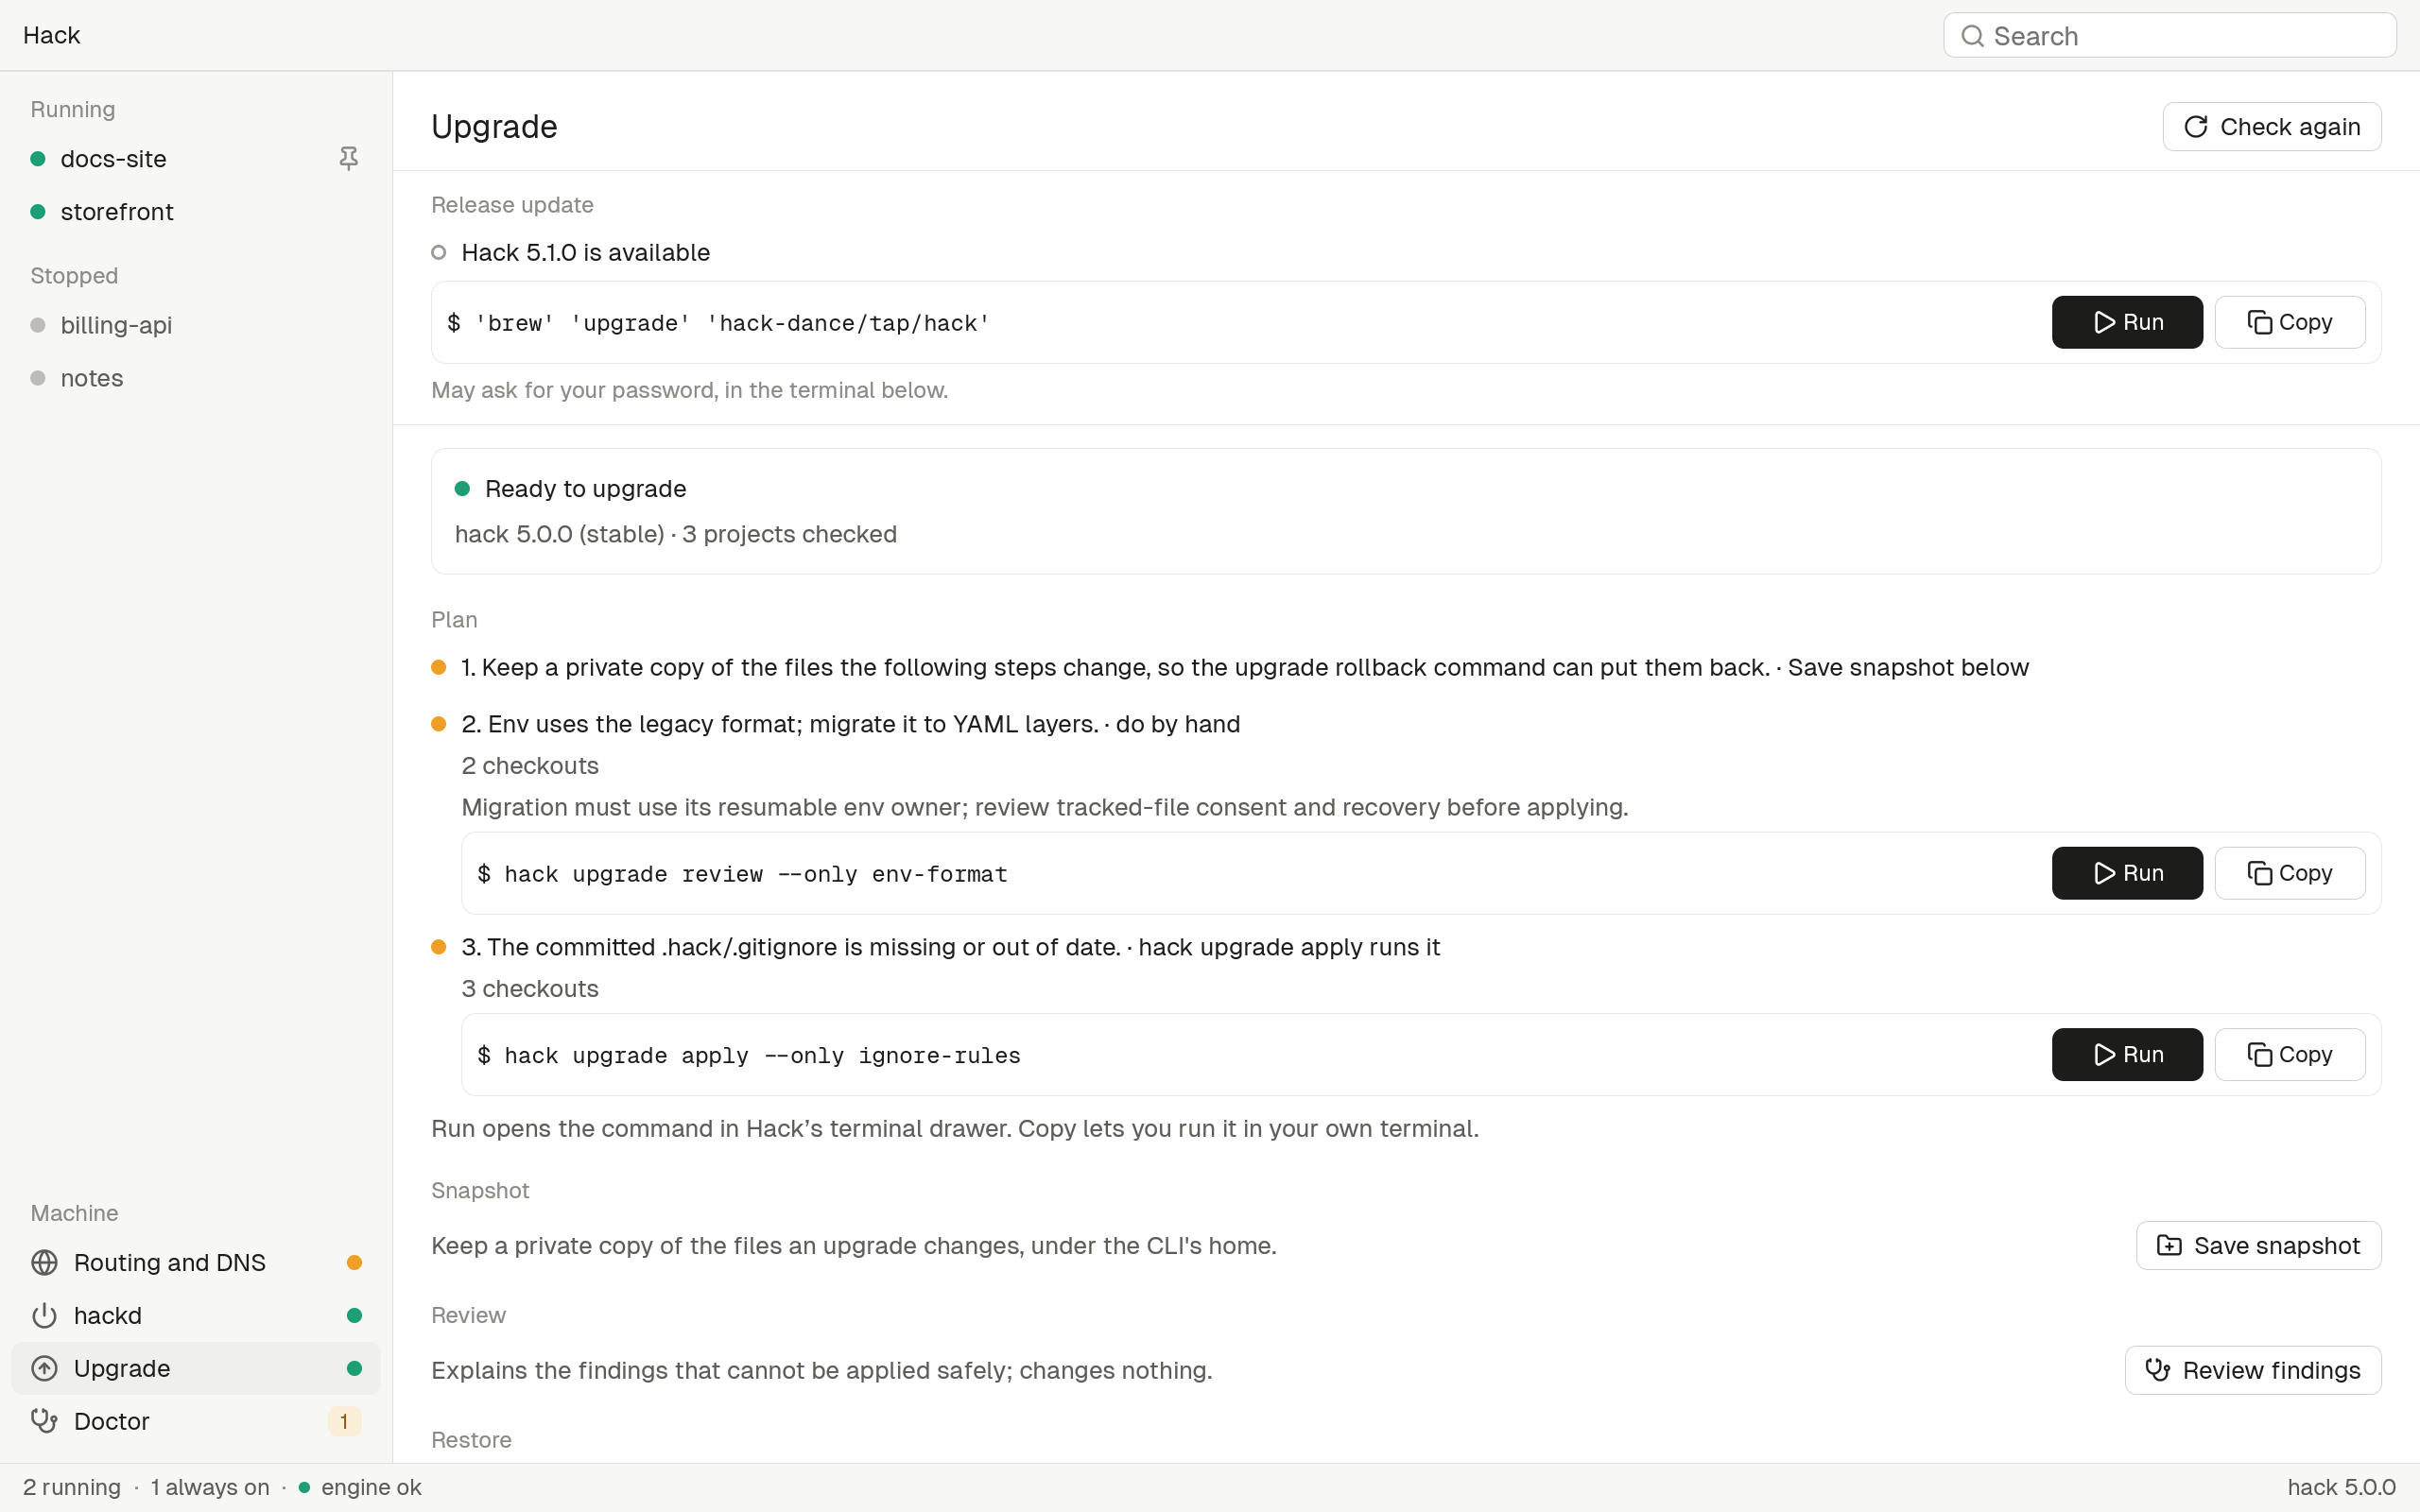 Hack
Search
Running
docs-site
storefront
Stopped
billing-api
notes
Machine
Routing and DNS
hackd
Upgrade
Doctor
1
Upgrade
Check again
Release update
Hack 5.1.0 is available
$ 'brew' 'upgrade' 'hack-dance/tap/hack'
Run
Copy
May ask for your password, in the terminal below.
Ready to upgrade
hack 5.0.0 (stable) · 3 projects checked
Plan
1. Keep a private copy of the files the following steps change, so the upgrade rollback command can put them back. · Save snapshot below
2. Env uses the legacy format; migrate it to YAML layers. · do by hand
2 checkouts
Migration must use its resumable env owner; review tracked-file consent and recovery before applying.
$ hack upgrade review --only env-format
Run
Copy
3. The committed .hack/.gitignore is missing or out of date. · hack upgrade apply runs it
3 checkouts
$ hack upgrade apply --only ignore-rules
Run
Copy
Run opens the command in Hack’s terminal drawer. Copy lets you run it in your own terminal.
Snapshot
Keep a private copy of the files an upgrade changes, under the CLI's home.
Save snapshot
Review
Explains the findings that cannot be applied safely; changes nothing.
Review findings
Restore
2 running · 1 always on · engine ok
hack 5.0.0